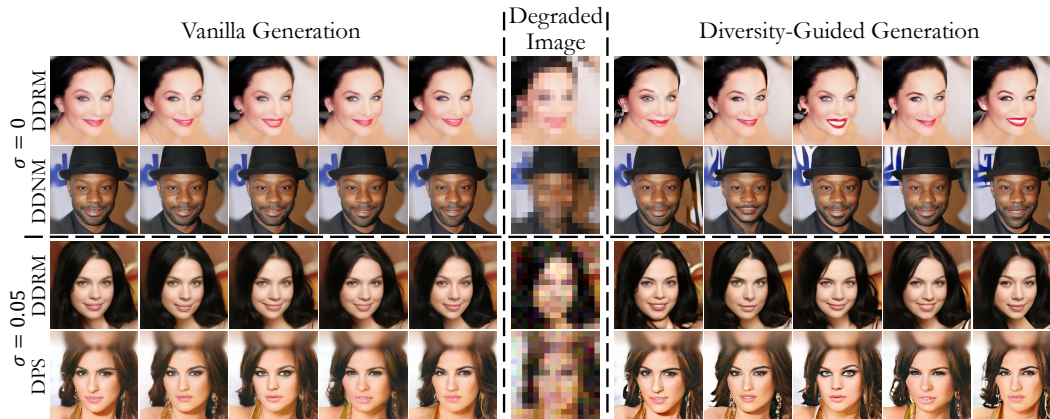 Vanilla Generation
Degraded
Image
Diversity-Guided Generation
σ = 0
DDRM
DDNM
σ = 0.05
DDRM
DPS